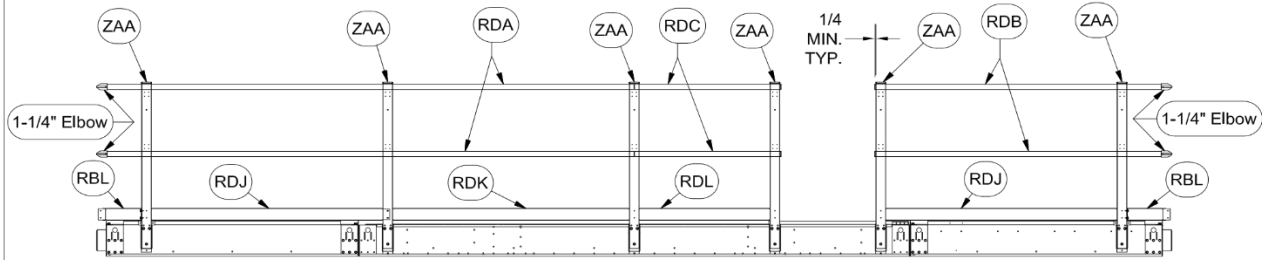 ZAA
ZAA
RDA
ZAA
RDC
ZAA
1/4
MIN.
TYP.
ZAA
RDB
ZAA
1-1/4" Elbow
1-1/4" Elbow
RBL
RDJ
RDK
RDL
RDJ
RBL